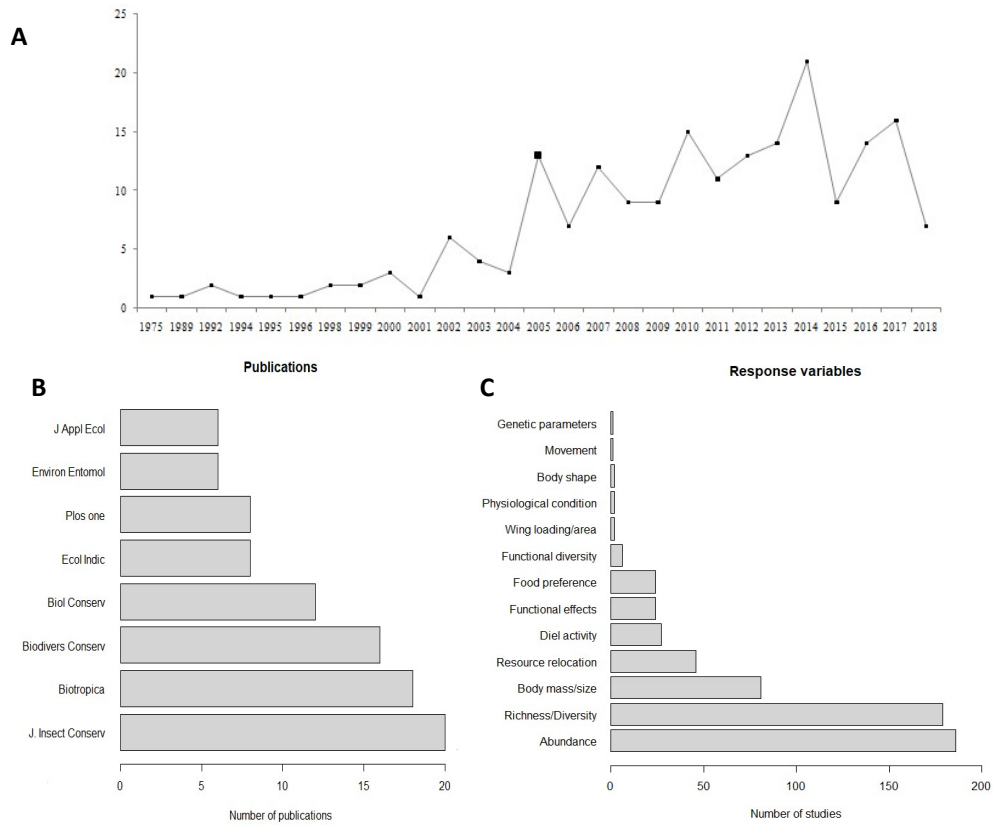 A
25
20
15
10
5
0
1975 1989 1992 1994 1995 1996 1998 1999 2000 2001 2002 2003 2004 2005 2006 2007 2008 2009 2010 2011 2012 2013 2014 2015 2016 2017 2018
Publications
B
J Appl Ecol
Environ Entomol
Plos one
Ecol Indic
Biol Conserv
Biodivers Conserv
Biotropica
J. Insect Conserv
0 5 10 15 20
Number of publications
Response variables
C
Genetic parameters
Movement
Body shape
Physiological condition
Wing loading/area
Functional diversity
Food preference
Functional effects
Diel activity
Resource relocation
Body mass/size
Richness/Diversity
Abundance
0 50 100 150 200
Number of studies